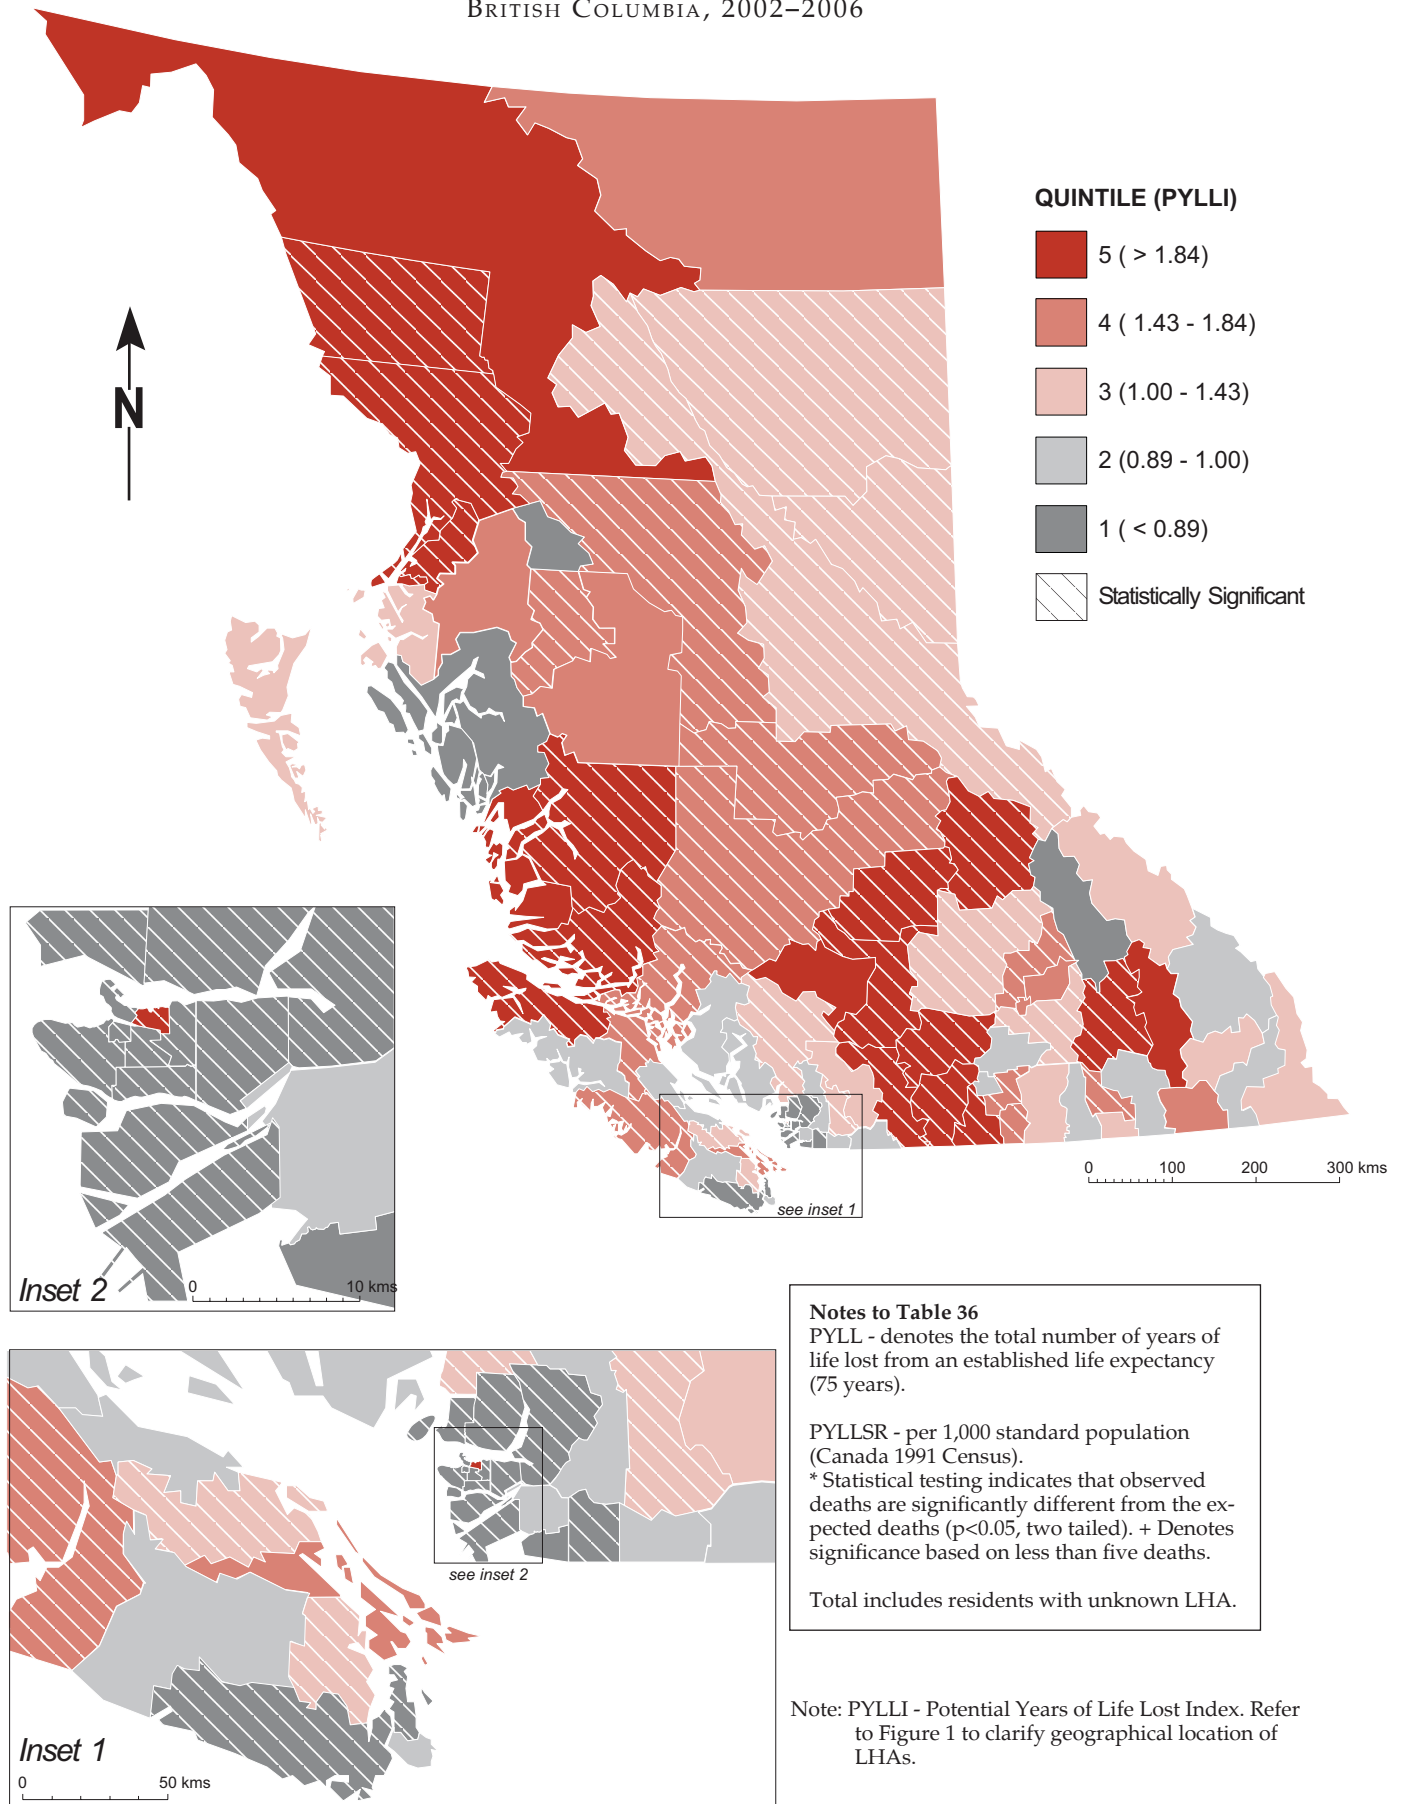 BRITISH COLUMBIA, 2002–2006
QUINTILE (PYLLI)
5 ( > 1.84)
4 ( 1.43 - 1.84)
3 (1.00 - 1.43)
2 (0.89 - 1.00)
1 ( < 0.89)
Statistically Significant
N
0 100 200 300 kms
see inset 1
Inset 2
0 10 kms
see inset 2
Inset 1
0 50 kms
Notes to Table 36
PYLL - denotes the total number of years of
life lost from an established life expectancy
(75 years).
PYLLSR - per 1,000 standard population
(Canada 1991 Census).
* Statistical testing indicates that observed
deaths are significantly different from the ex-
pected deaths (p<0.05, two tailed). + Denotes
significance based on less than five deaths.
Total includes residents with unknown LHA.
Note: PYLLI - Potential Years of Life Lost Index. Refer
to Figure 1 to clarify geographical location of
LHAs.